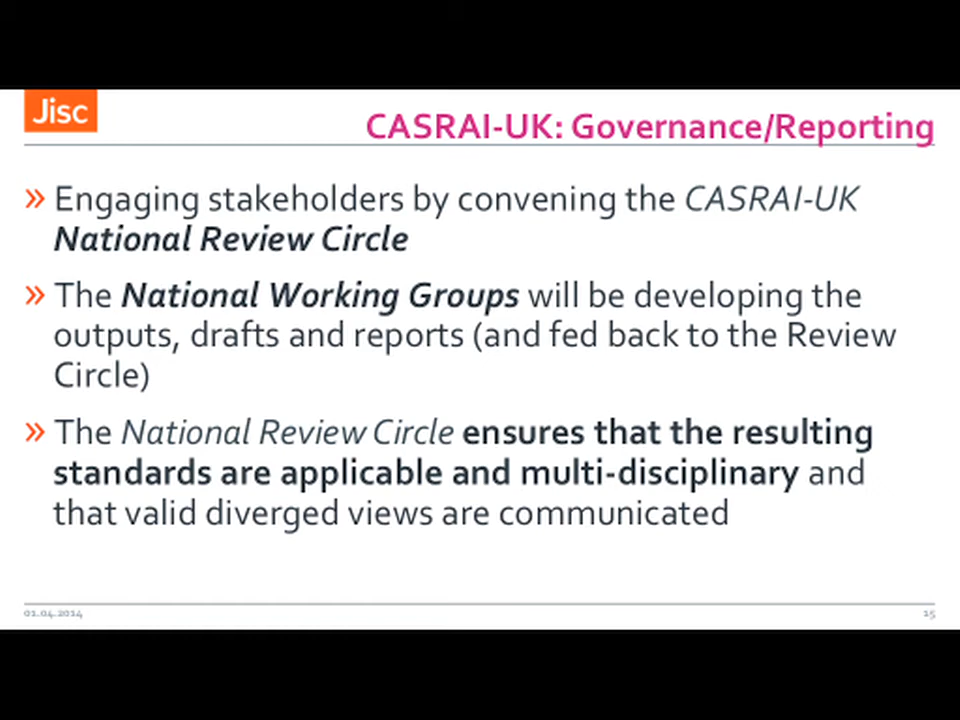 Jisc
CASRAI-UK: Governance/Reporting
» Engaging stakeholders by convening the CASRAI-UK
National Review Circle
» The National Working Groups will be developing the
outputs, drafts and reports (and fed back to the Review
Circle)
» The National Review Circle ensures that the resulting
standards are applicable and multi-disciplinary and
that valid diverged views are communicated
01.04.2014
15